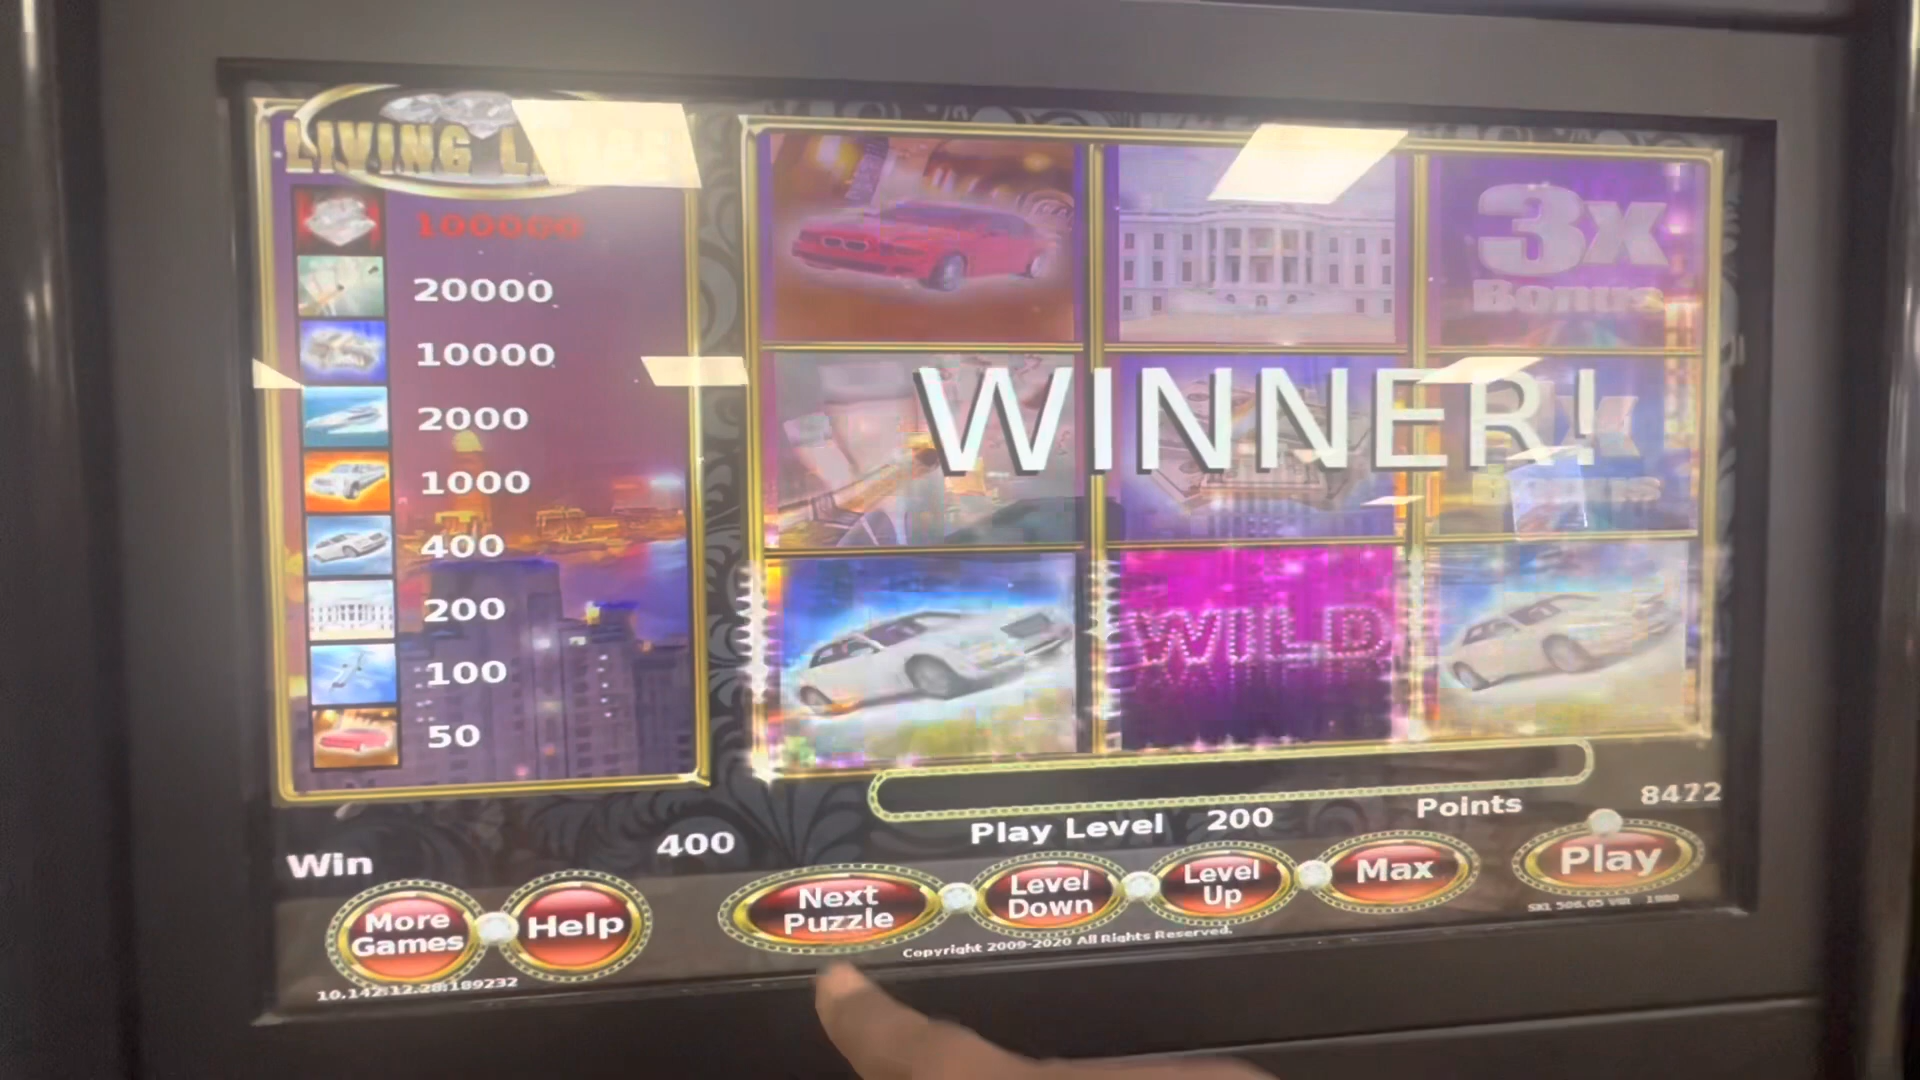 LIVING
100000
20000
10000
2000
1000
400
200
100
50
3x
Bonus
WINNER!
WILD
Win 400
Play Level 200
Points 8472
More
Games
Help
Next
Puzzle
Level
Down
Level
Up
Max
Play
Copyright 2009-2020 All Rights Reserved.